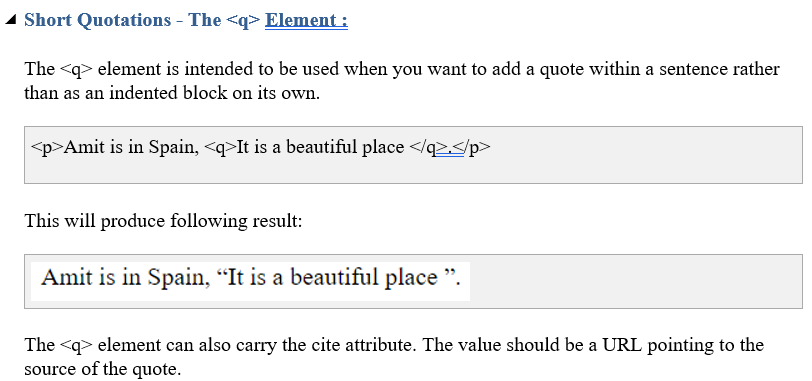 Short Quotations - The <q> Element :
The <q> element is intended to be used when you want to add a quote within a sentence rather
than as an indented block on its own.
<p>Amit is in Spain, <q>It is a beautiful place </q>.</p>
This will produce following result:
Amit is in Spain, “It is a beautiful place ”.
The <q> element can also carry the cite attribute. The value should be a URL pointing to the
source of the quote.